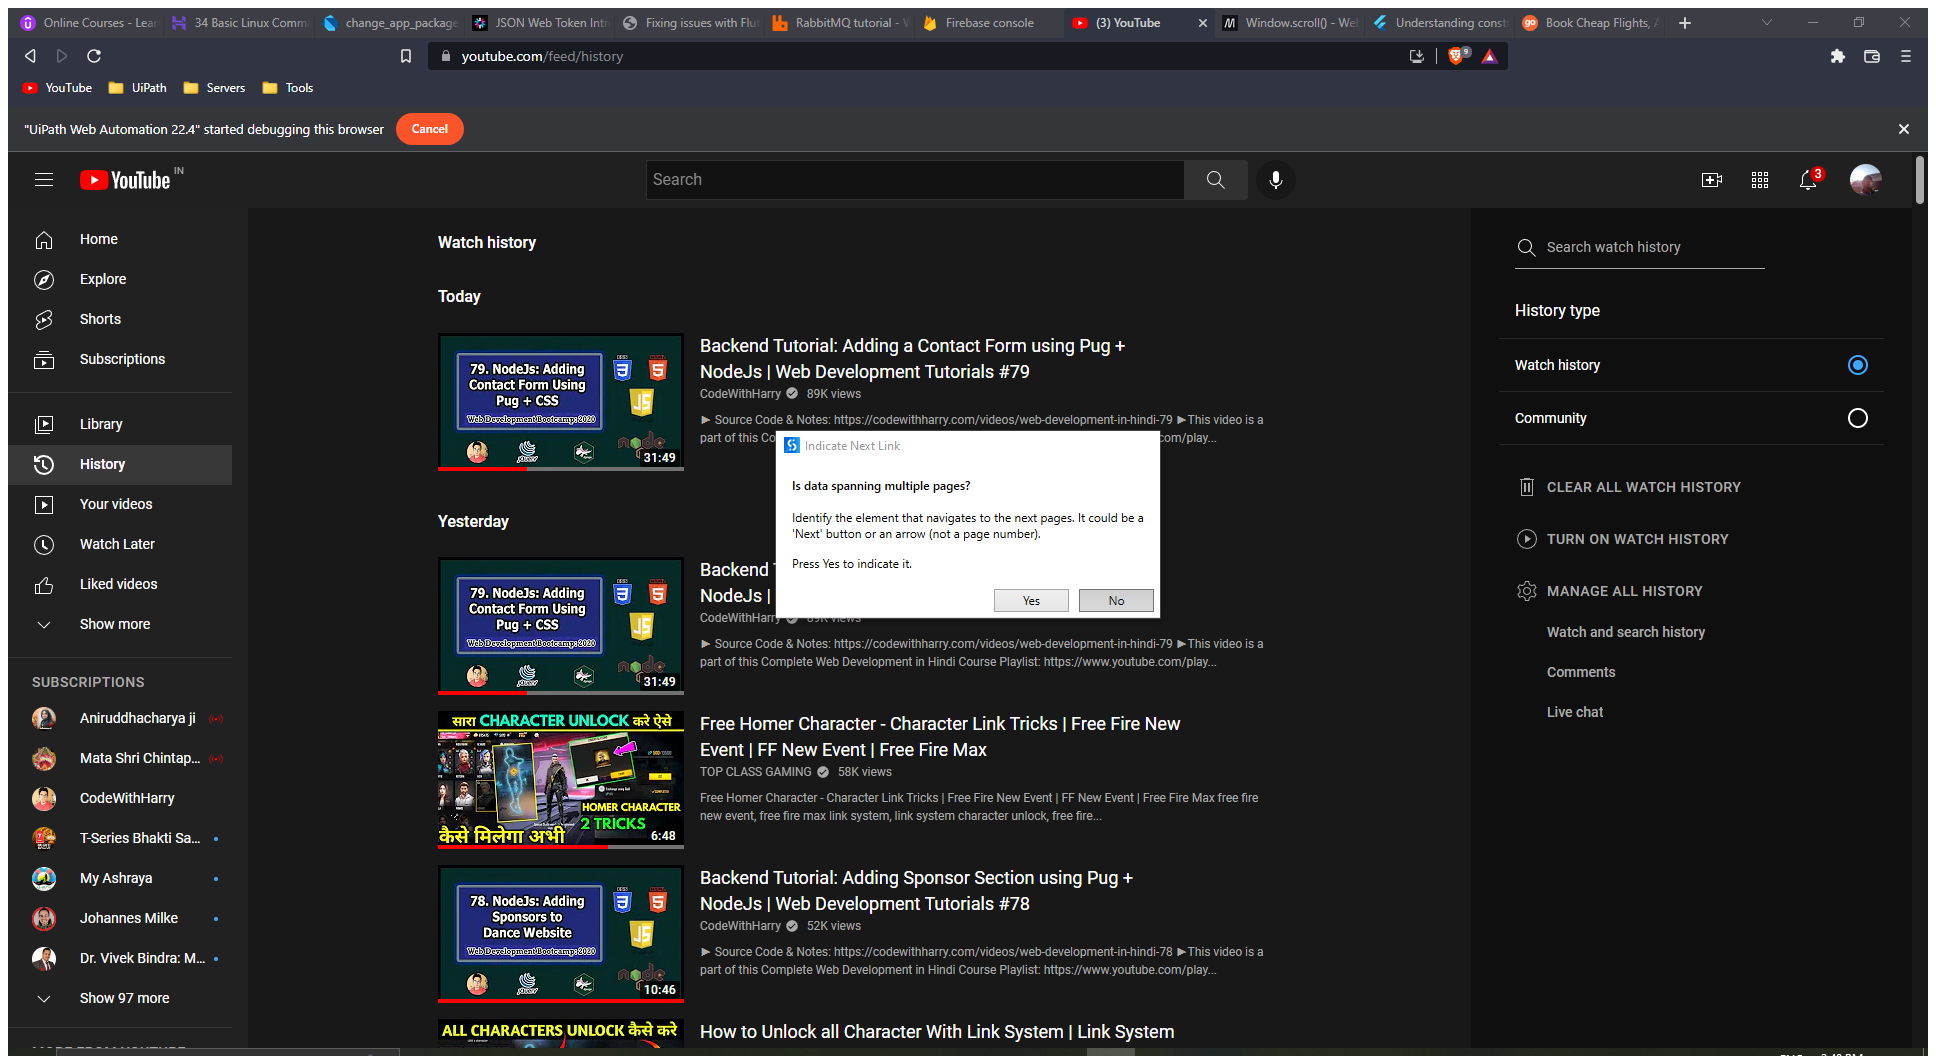 Online Courses - Lear
34 Basic Linux Comm
change_app_package
JSON Web Token Intr
Fixing issues with Flut
RabbitMQ tutorial - W
Firebase console
(3) YouTube
Window.scroll() - Web
Understanding const
Book Cheap Flights, A
youtube.com/feed/history
9
YouTube
UiPath
Servers
Tools
"UiPath Web Automation 22.4" started debugging this browser
Cancel
YouTube IN
Search
3
Home
Explore
Shorts
Subscriptions
Library
History
Your videos
Watch Later
Liked videos
Show more
SUBSCRIPTIONS
Aniruddhacharya ji
Mata Shri Chintap...
CodeWithHarry
T-Series Bhakti Sa...
My Ashraya
Johannes Milke
Dr. Vivek Bindra: M...
Show 97 more
Watch history
Today
79. NodeJs: Adding
Contact Form Using
Pug + CSS
Web Development Bootcamp 2020
31:49
Backend Tutorial: Adding a Contact Form using Pug +
NodeJs | Web Development Tutorials #79
CodeWithHarry 89K views
► Source Code & Notes: https://codewithharry.com/videos/web-development-in-hindi-79 ►This video is a
part of this Co
com/play...
Indicate Next Link
Is data spanning multiple pages?
Identify the element that navigates to the next pages. It could be a
'Next' button or an arrow (not a page number).
Press Yes to indicate it.
Yes
No
Yesterday
79. NodeJs: Adding
Contact Form Using
Pug + CSS
Web Development Bootcamp 2020
31:49
Backend
NodeJs |
CodeWithHarry 89K views
► Source Code & Notes: https://codewithharry.com/videos/web-development-in-hindi-79 ►This video is a
part of this Complete Web Development in Hindi Course Playlist: https://www.youtube.com/play...
सारा CHARACTER UNLOCK करे ऐसे
HOMER CHARACTER
2 TRICKS
कैसे मिलेगा अभी
6:48
Free Homer Character - Character Link Tricks | Free Fire New
Event | FF New Event | Free Fire Max
TOP CLASS GAMING 58K views
Free Homer Character - Character Link Tricks | Free Fire New Event | FF New Event | Free Fire Max free fire
new event, free fire max link system, link system character unlock, free fire...
78. NodeJs: Adding
Sponsors to
Dance Website
Web Development Bootcamp 2020
10:46
Backend Tutorial: Adding Sponsor Section using Pug +
NodeJs | Web Development Tutorials #78
CodeWithHarry 52K views
► Source Code & Notes: https://codewithharry.com/videos/web-development-in-hindi-78 ►This video is a
part of this Complete Web Development in Hindi Course Playlist: https://www.youtube.com/play...
ALL CHARACTERS UNLOCK कैसे करे
How to Unlock all Character With Link System | Link System
Search watch history
History type
Watch history
Community
CLEAR ALL WATCH HISTORY
TURN ON WATCH HISTORY
MANAGE ALL HISTORY
Watch and search history
Comments
Live chat